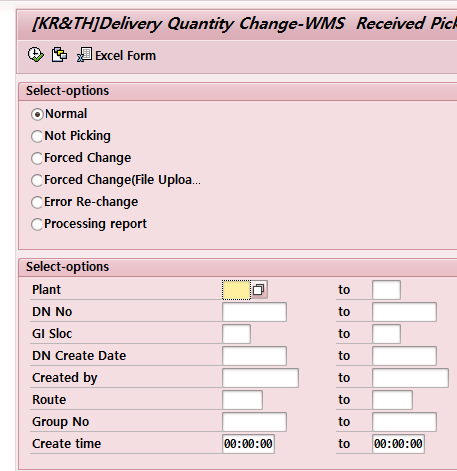 [KR&TH]Delivery Quantity Change-WMS Received Pick
Excel Form
Select-options
Normal
Not Picking
Forced Change
Forced Change(File Uploa...
Error Re-change
Processing report
Select-options
Plant to
DN No to
GI Sloc to
DN Create Date to
Created by to
Route to
Group No to
Create time 00:00:00 to 00:00:00